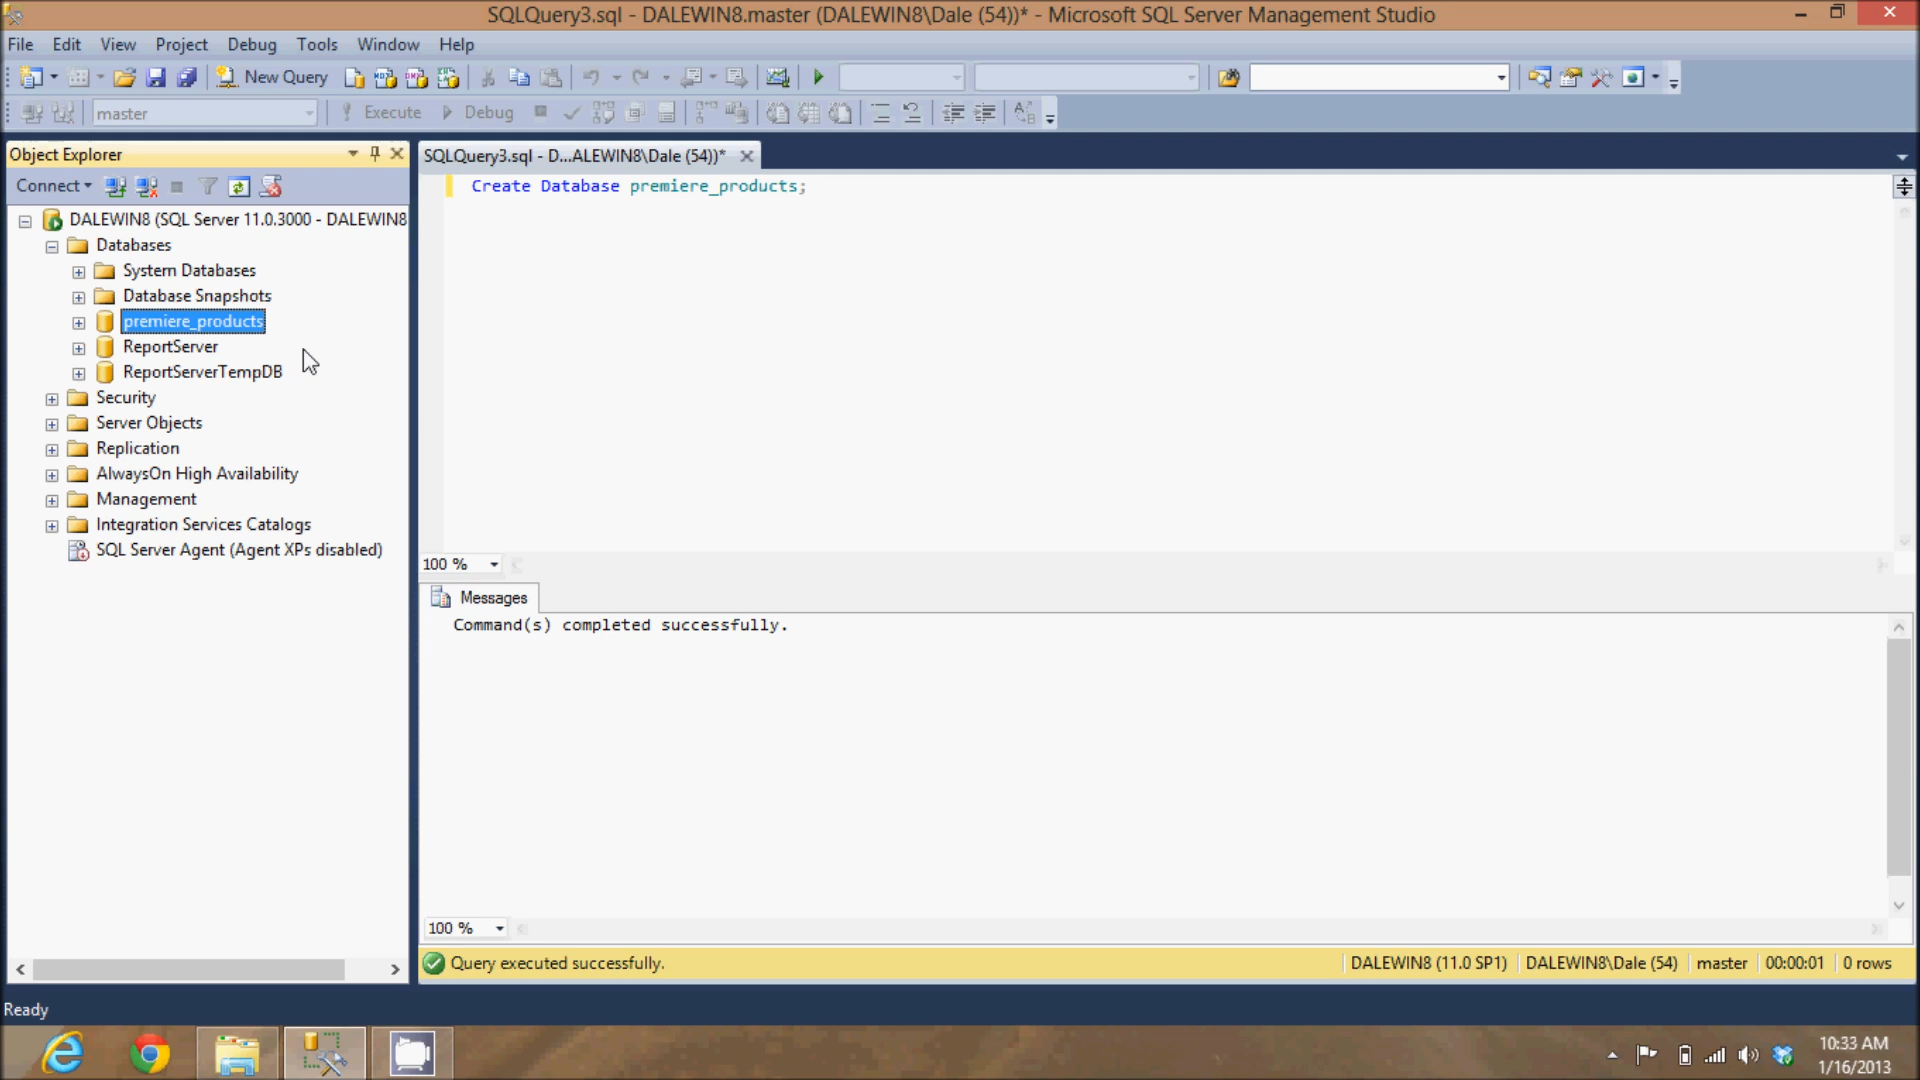 SQLQuery3.sql - DALEWIN8.master (DALEWIN8\Dale (54))* - Microsoft SQL Server Management Studio
File Edit View Project Debug Tools Window Help
New Query
master Execute Debug
Object Explorer
Connect
DALEWIN8 (SQL Server 11.0.3000 - DALEWIN8
Databases
System Databases
Database Snapshots
premiere_products
ReportServer
ReportServerTempDB
Security
Server Objects
Replication
AlwaysOn High Availability
Management
Integration Services Catalogs
SQL Server Agent (Agent XPs disabled)
SQLQuery3.sql - D...ALEWIN8\Dale (54))*
Create Database premiere_products;
100 %
Messages
Command(s) completed successfully.
100 %
Query executed successfully. DALEWIN8 (11.0 SP1) DALEWIN8\Dale (54) master 00:00:01 0 rows
Ready
10:33 AM
1/16/2013